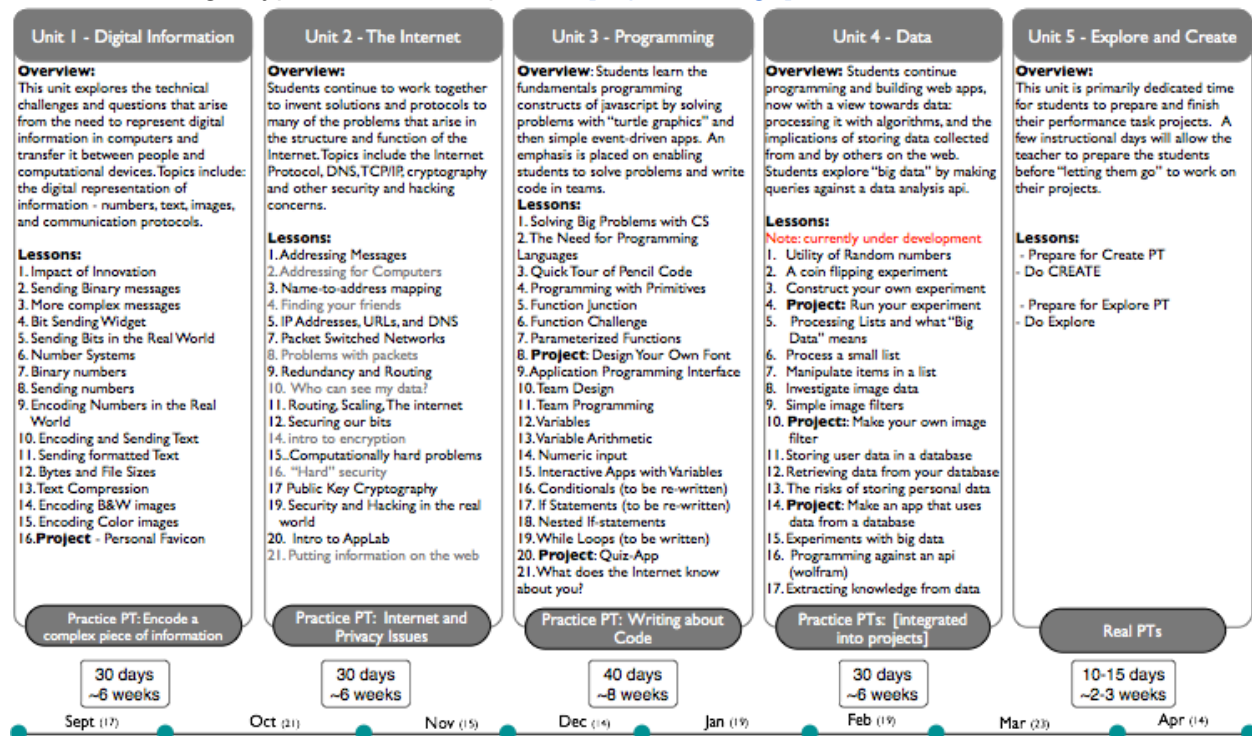 Unit 1 - Digital Information
Overview:
This unit explores the technical
challenges and questions that arise
from the need to represent digital
information in computers and
transfer it between people and
computational devices. Topics include:
the digital representation of
information - numbers, text, images,
and communication protocols.
Lessons:
1. Impact of Innovation
2. Sending Binary messages
3. More complex messages
4. Bit Sending Widget
5. Sending Bits in the Real World
6. Number Systems
7. Binary numbers
8. Sending numbers
9. Encoding Numbers in the Real
World
10. Encoding and Sending Text
11. Sending formatted Text
12. Bytes and File Sizes
13. Text Compression
14. Encoding B&W images
15. Encoding Color images
16. Project - Personal Favicon
Practice PT: Encode a
complex piece of information
30 days
~6 weeks
Unit 2 - The Internet
Overview:
Students continue to work together
to invent solutions and protocols to
many of the problems that arise in
the structure and function of the
Internet. Topics include the Internet
Protocol, DNS, TCP/IP, cryptography
and other security and hacking
concerns.
Lessons:
1. Addressing Messages
2. Addressing for Computers
3. Name-to-address mapping
4. Finding your friends
5. IP Addresses, URLs, and DNS
7. Packet Switched Networks
8. Problems with packets
9. Redundancy and Routing
10. Who can see my data?
11. Routing, Scaling, The internet
12. Securing our bits
14. intro to encryption
15..Computationally hard problems
16. "Hard" security
17 Public Key Cryptography
19. Security and Hacking in the real
world
20. Intro to AppLab
21. Putting information on the web
Practice PT: Internet and
Privacy Issues
30 days
~6 weeks
Unit 3 - Programming
Overview: Students learn the
fundamentals programming
constructs of javascript by solving
problems with "turtle graphics" and
then simple event-driven apps. An
emphasis is placed on enabling
students to solve problems and write
code in teams.
Lessons:
1. Solving Big Problems with CS
2. The Need for Programming
Languages
3. Quick Tour of Pencil Code
4. Programming with Primitives
5. Function Junction
6. Function Challenge
7. Parameterized Functions
8. Project: Design Your Own Font
9. Application Programming Interface
10. Team Design
11. Team Programming
12. Variables
13. Variable Arithmetic
14. Numeric input
15. Interactive Apps with Variables
16. Conditionals (to be re-written)
17. If Statements (to be re-written)
18. Nested If-statements
19. While Loops (to be written)
20. Project: Quiz-App
21. What does the Internet know
about you?
Practice PT: Writing about
Code
40 days
~8 weeks
Unit 4 - Data
Overview: Students continue
programming and building web apps,
now with a view towards data:
processing it with algorithms, and the
implications of storing data collected
from and by others on the web.
Students explore "big data" by making
queries against a data analysis api.
Lessons:
Note: currently under development
1. Utility of Random numbers
2. A coin flipping experiment
3. Construct your own experiment
4. Project: Run your experiment
5. Processing Lists and what "Big
Data" means
6. Process a small list
7. Manipulate items in a list
8. Investigate image data
9. Simple image filters
10. Project:: Make your own image
filter
11. Storing user data in a database
12. Retrieving data from your database
13. The risks of storing personal data
14. Project: Make an app that uses
data from a database
15. Experiments with big data
16. Programming against an api
(wolfram)
17. Extracting knowledge from data
Practice PTs: [integrated
into projects]
30 days
~6 weeks
Unit 5 - Explore and Create
Overview:
This unit is primarily dedicated time
for students to prepare and finish
their performance task projects. A
few instructional days will allow the
teacher to prepare the students
before "letting them go" to work on
their projects.
Lessons:
- Prepare for Create PT
- Do CREATE
- Prepare for Explore PT
- Do Explore
Real PTs
10-15 days
~2-3 weeks
Sept (17) Oct (21) Nov (15) Dec (14) Jan (19) Feb (19) Mar (23) Apr (14)